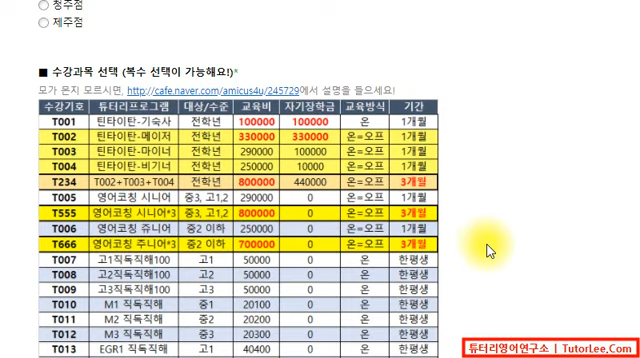 청주점
제주점
■ 수강과목 선택 (복수 선택이 가능해요!)*
모가 온지 모르시면, http://cafe.naver.com/amicus4u/245729에서 설명을 들으세요!
수강기호 튜터리프로그램 대상/수준 교육비 자기장학금 교육방식 기간
T001 틴타이탄-기숙사 전학년 100000 100000 온 1개월
T002 틴타이탄-메이저 전학년 330000 330000 온=오프 1개월
T003 틴타이탄-마이너 전학년 290000 100000 온=오프 1개월
T004 틴타이탄-비기너 전학년 250000 10000 온=오프 1개월
T234 T002+T003+T004 전학년 800000 440000 온=오프 3개월
T005 영어코칭 시니어 중3, 고1,2 290000 0 온=오프 1개월
T555 영어코칭 시니어*3 중3, 고1,2 800000 0 온=오프 3개월
T006 영어코칭 쥬니어 중2 이하 250000 0 온=오프 1개월
T666 영어코칭 주니어*3 중2 이하 700000 0 온=오프 3개월
T007 고1직독직해100 고1 50000 0 온 한평생
T008 고2직독직해100 고2 50000 0 온 한평생
T009 고3직독직해100 고3 50000 0 온 한평생
T010 M1 직독직해 중1 20100 0 온 한평생
T011 M2 직독직해 중2 20200 0 온 한평생
T012 M3 직독직해 중3 20300 0 온 한평생
T013 EGR1 직독직해 고1 40400 0 온 한평생
튜터리영어연구소 | TutorLee.Com